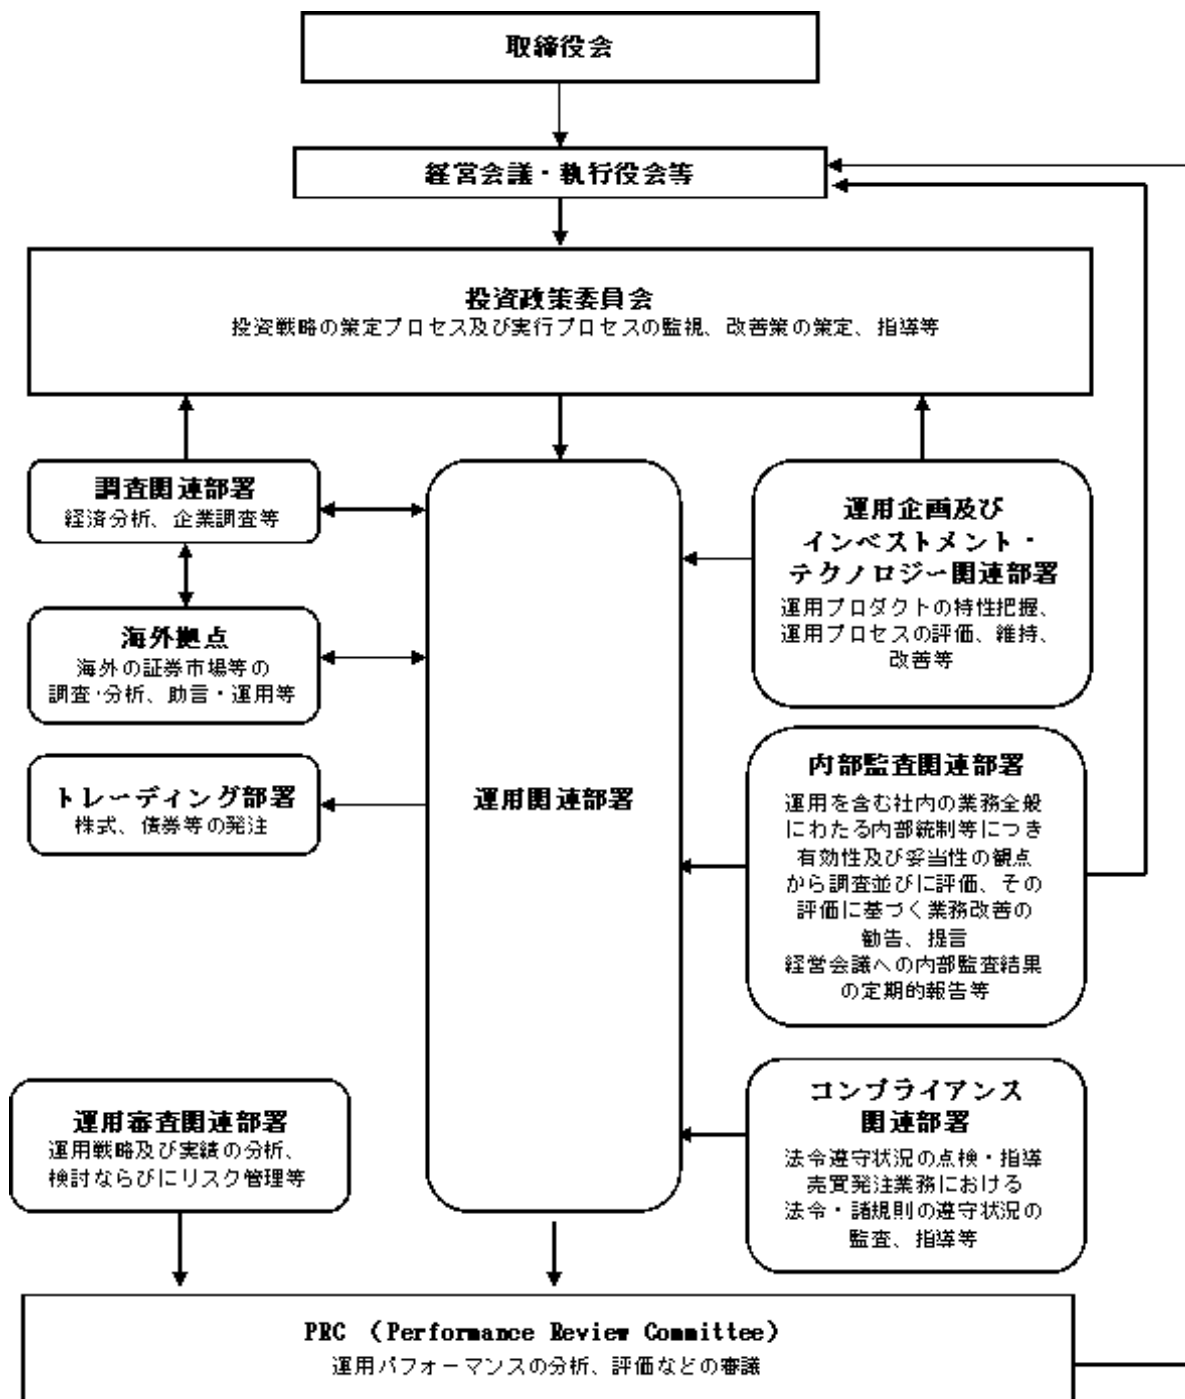 取締役会
経営会議・執行役会等
投資政策委員会
投資戦略の策定プロセス及び実行プロセスの監視、改善策の策定、指導等
調査関連部署
経済分析、企業調査等
海外拠点
海外の証券市場等の
調査・分析、助言・運用等
トレーディング部署
株式、債券等の発注
運用関連部署
運用企画及び
インベストメント・
テクノロジー関連部署
運用プロダクトの特性把握、
運用プロセスの評価、維持、
改善等
内部監査関連部署
運用を含む社内の業務全般
にわたる内部統制等につき
有効性及び妥当性の観点
から調査並びに評価、その
評価に基づく業務改善の
勧告、提言
経営会議への内部監査結果
の定期的報告等
運用審査関連部署
運用戦略及び実績の分析、
検討ならびにリスク管理等
コンプライアンス
関連部署
法令遵守状況の点検・指導
売買発注業務における
法令・諸規則の遵守状況の
監査、指導等
PRC （Performance Review Committee）
運用パフォーマンスの分析、評価などの審議